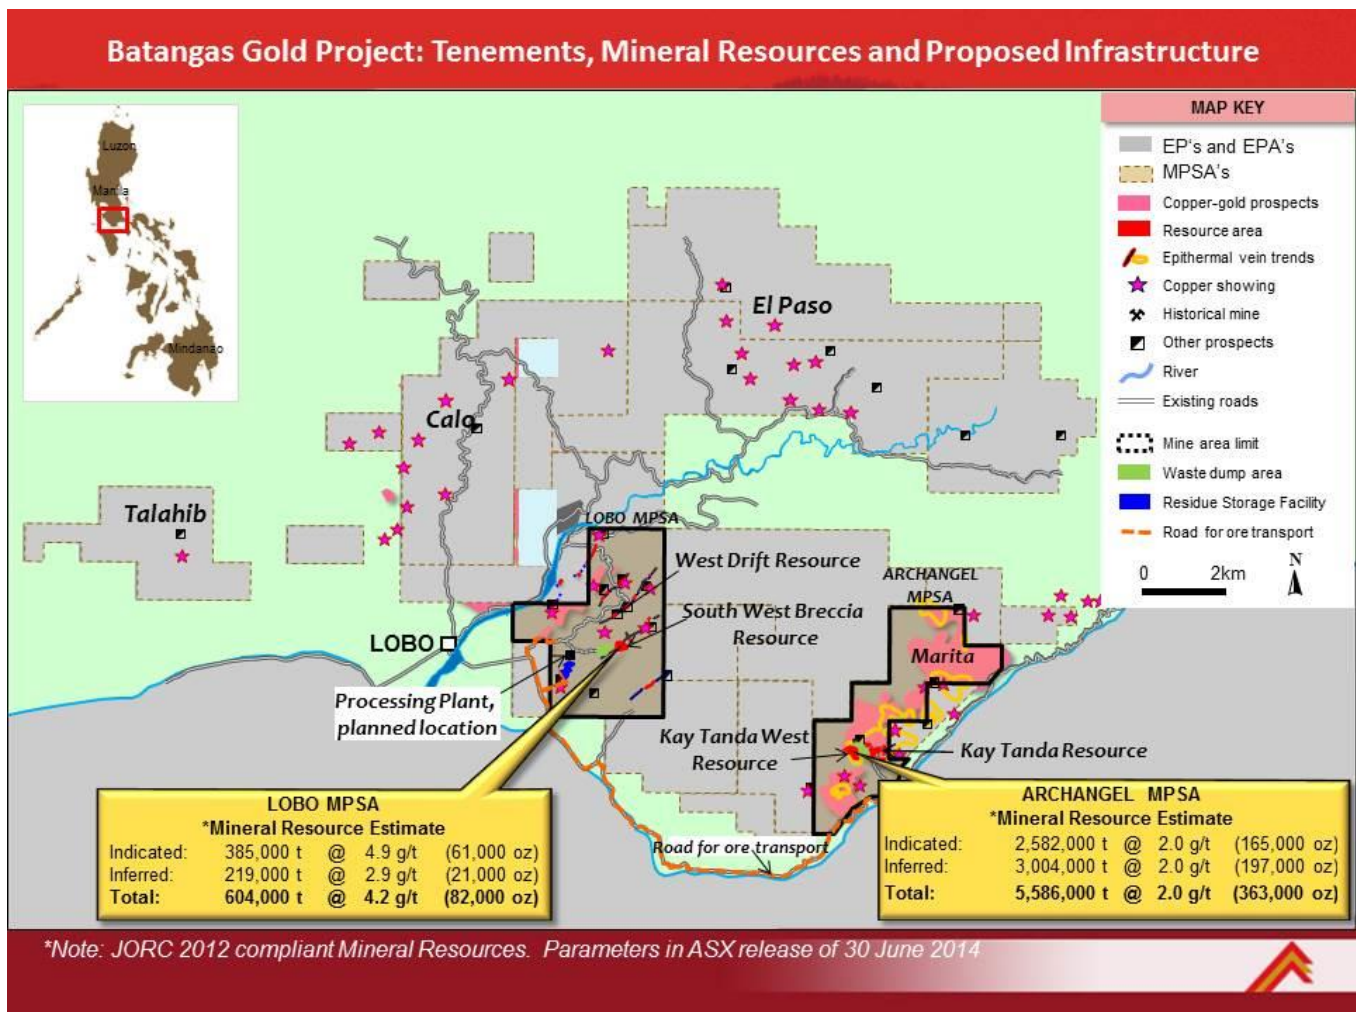 Batangas Gold Project: Tenements, Mineral Resources and Proposed Infrastructure
Luzon
Manila
Mindanao
MAP KEY
EP's and EPA's
MPSA's
Copper-gold prospects
Resource area
Epithermal vein trends
Copper showing
Historical mine
Other prospects
River
Existing roads
Mine area limit
Waste dump area
Residue Storage Facility
Road for ore transport
0 2km
N
El Paso
Calo
Talahib
LOBO MPSA
West Drift Resource
ARCHANGEL
MPSA
South West Breccia
Resource
LOBO
Marita
Processing Plant,
planned location
Kay Tanda West
Resource
Kay Tanda Resource
Road for ore transport
LOBO MPSA
*Mineral Resource Estimate
Indicated: 385,000 t @ 4.9 g/t (61,000 oz)
Inferred: 219,000 t @ 2.9 g/t (21,000 oz)
Total: 604,000 t @ 4.2 g/t (82,000 oz)
ARCHANGEL MPSA
*Mineral Resource Estimate
Indicated: 2,582,000 t @ 2.0 g/t (165,000 oz)
Inferred: 3,004,000 t @ 2.0 g/t (197,000 oz)
Total: 5,586,000 t @ 2.0 g/t (363,000 oz)
*Note: JORC 2012 compliant Mineral Resources. Parameters in ASX release of 30 June 2014